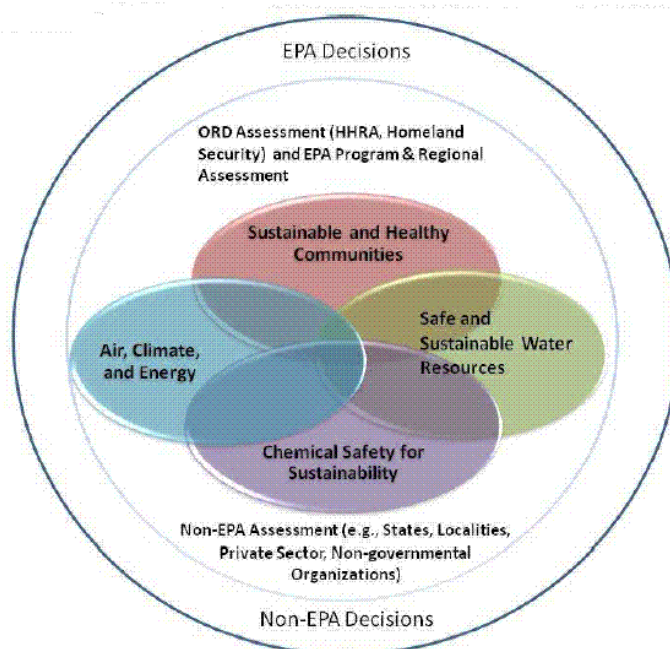 EPA Decisions
ORD Assessment (HHRA, Homeland
Security) and EPA Program & Regional
Assessment
Sustainable and Healthy
Communities
Air, Climate,
and Energy
Safe and
Sustainable Water
Resources
Chemical Safety for
Sustainability
Non-EPA Assessment (e.g., States, Localities,
Private Sector, Non-governmental
Organizations)
Non-EPA Decisions